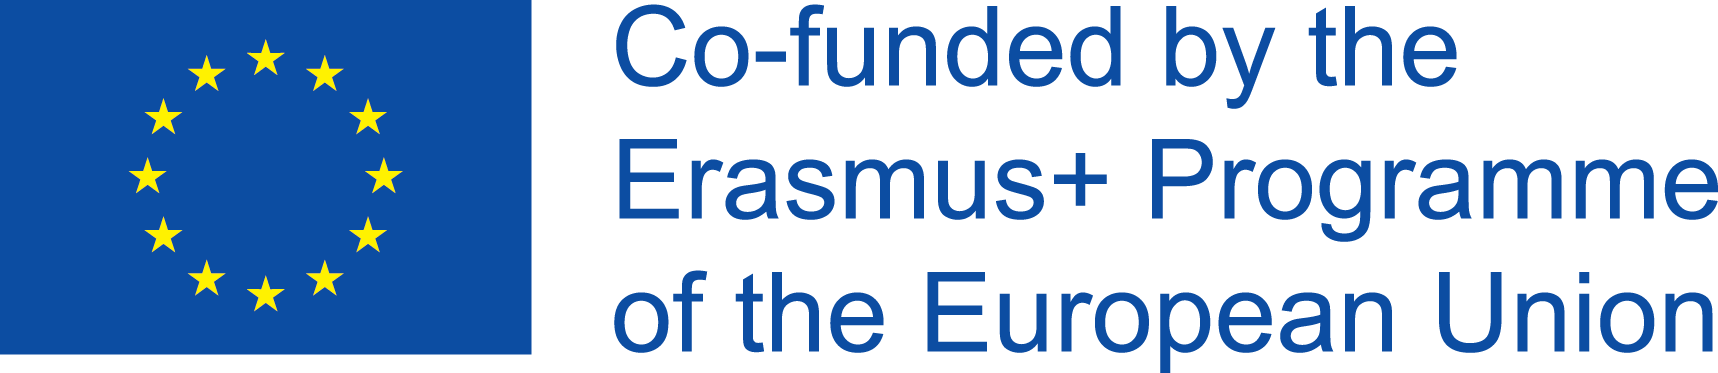 Co-funded by the
Erasmus+ Programme
of the European Union